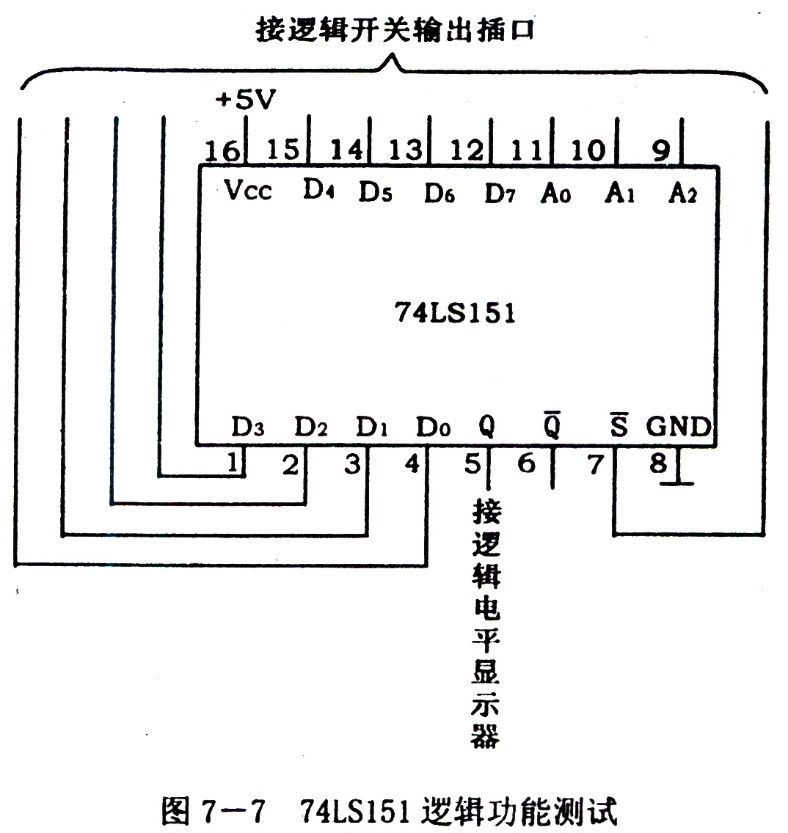 接逻辑开关输出插口
+5V
16 15 14 13 12 11 10 9
Vcc D4 D5 D6 D7 A0 A1 A2
74LS151
D3 D2 D1 D0 Q Q̅ S̅ GND
1 2 3 4 5 6 7 8
接逻辑电平显示器
图 7-7 74LS151 逻辑功能测试